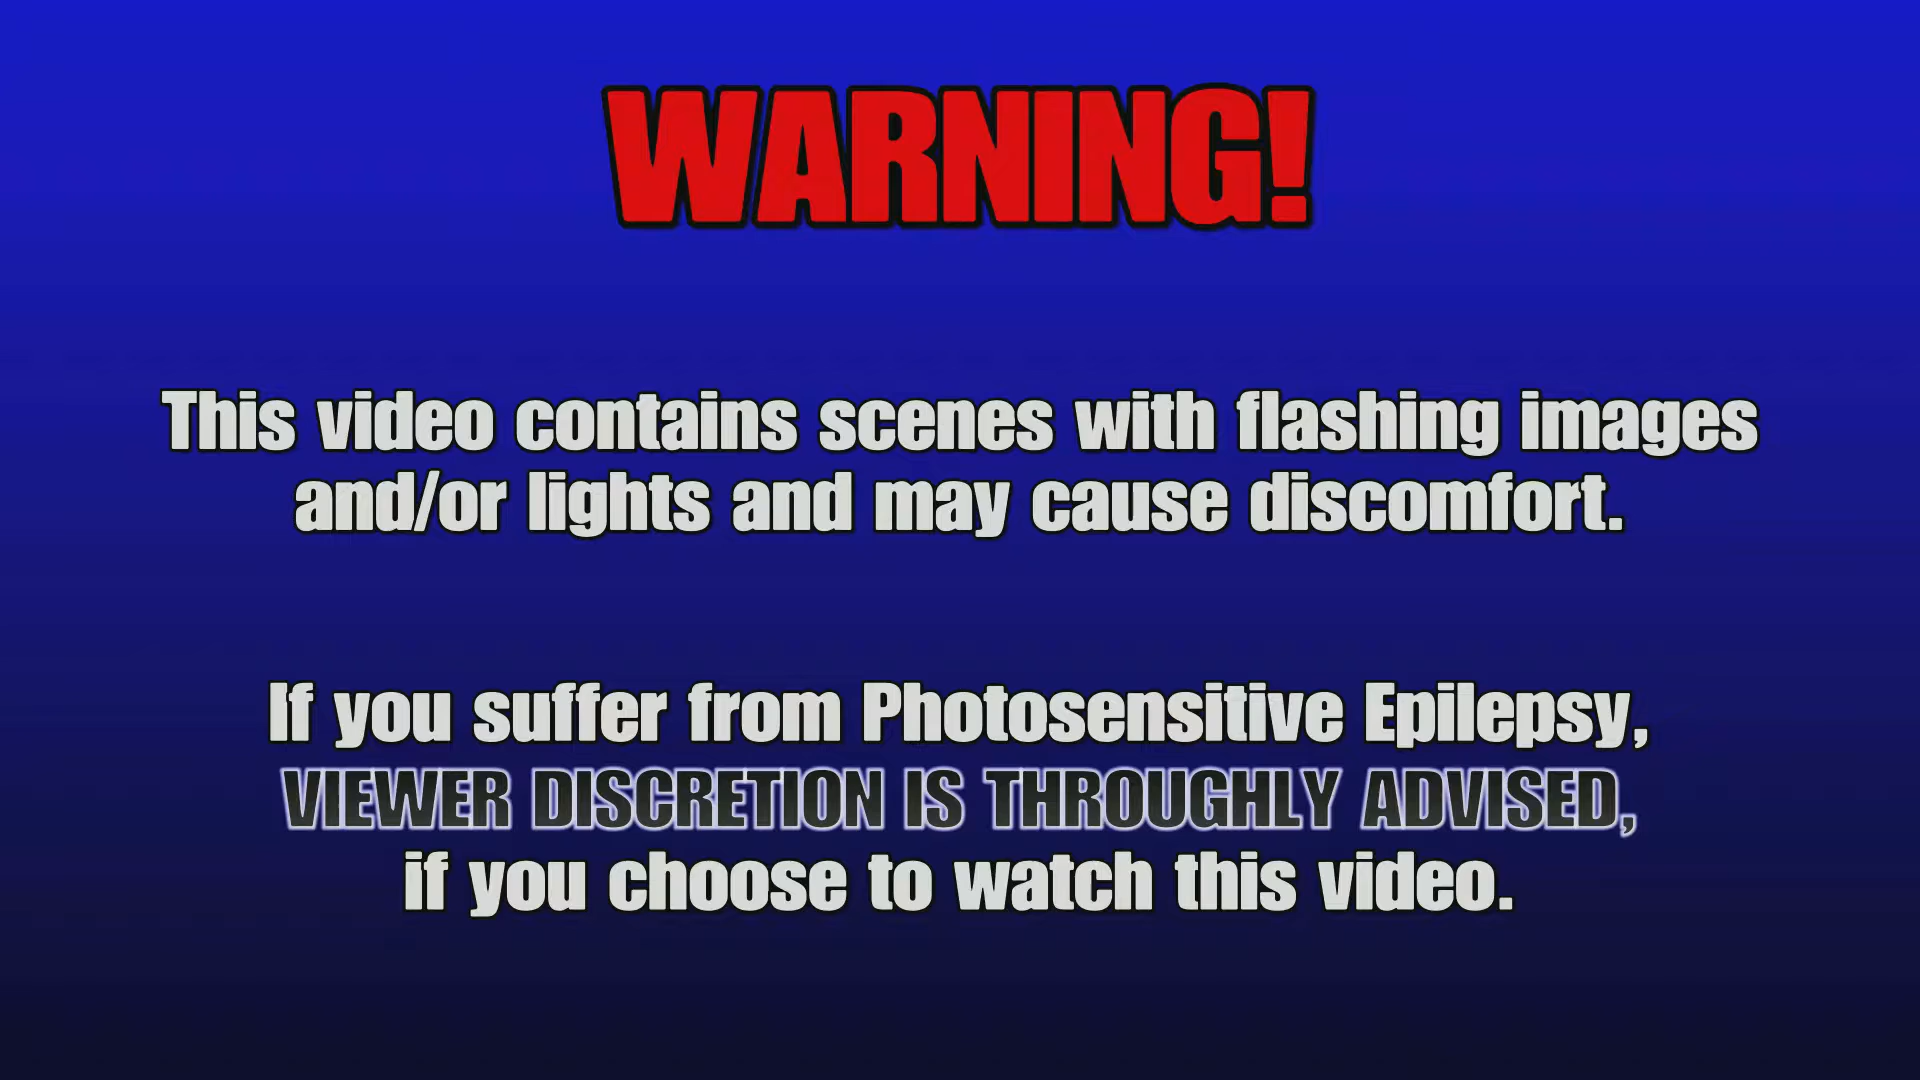 WARNING!
This video contains scenes with flashing images
and/or lights and may cause discomfort.
If you suffer from Photosensitive Epilepsy,
VIEWER DISCRETION IS THROUGHLY ADVISED,
if you choose to watch this video.